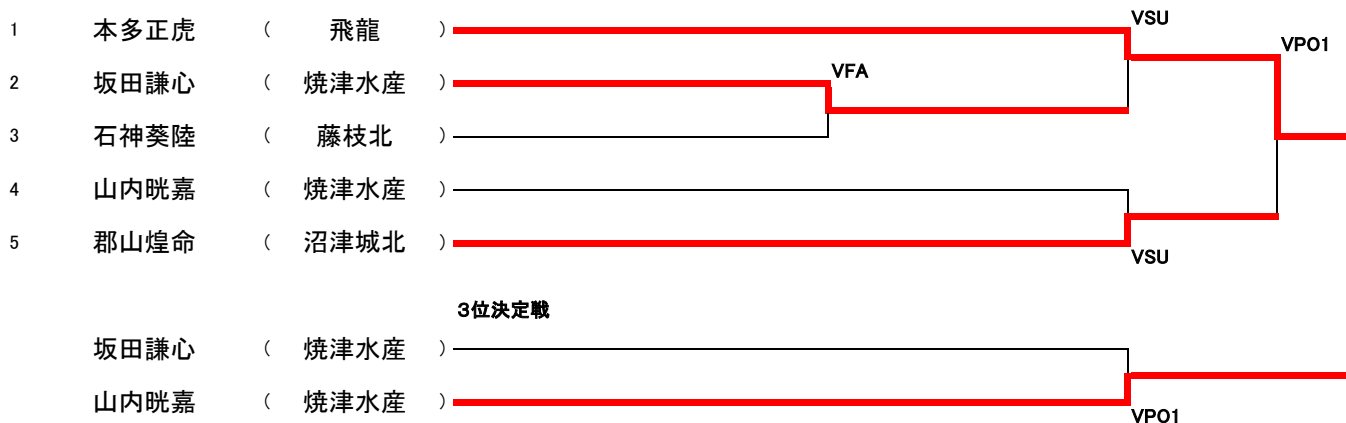 VSU
1 本多正虎 ( 飛龍 )
VPO1
VFA
2 坂田謙心 ( 焼津水産 )
3 石神葵陸 ( 藤枝北 )
4 山内晄嘉 ( 焼津水産 )
5 郡山煌命 ( 沼津城北 )
VSU
3位決定戦
坂田謙心 ( 焼津水産 )
山内晄嘉 ( 焼津水産 )
VPO1